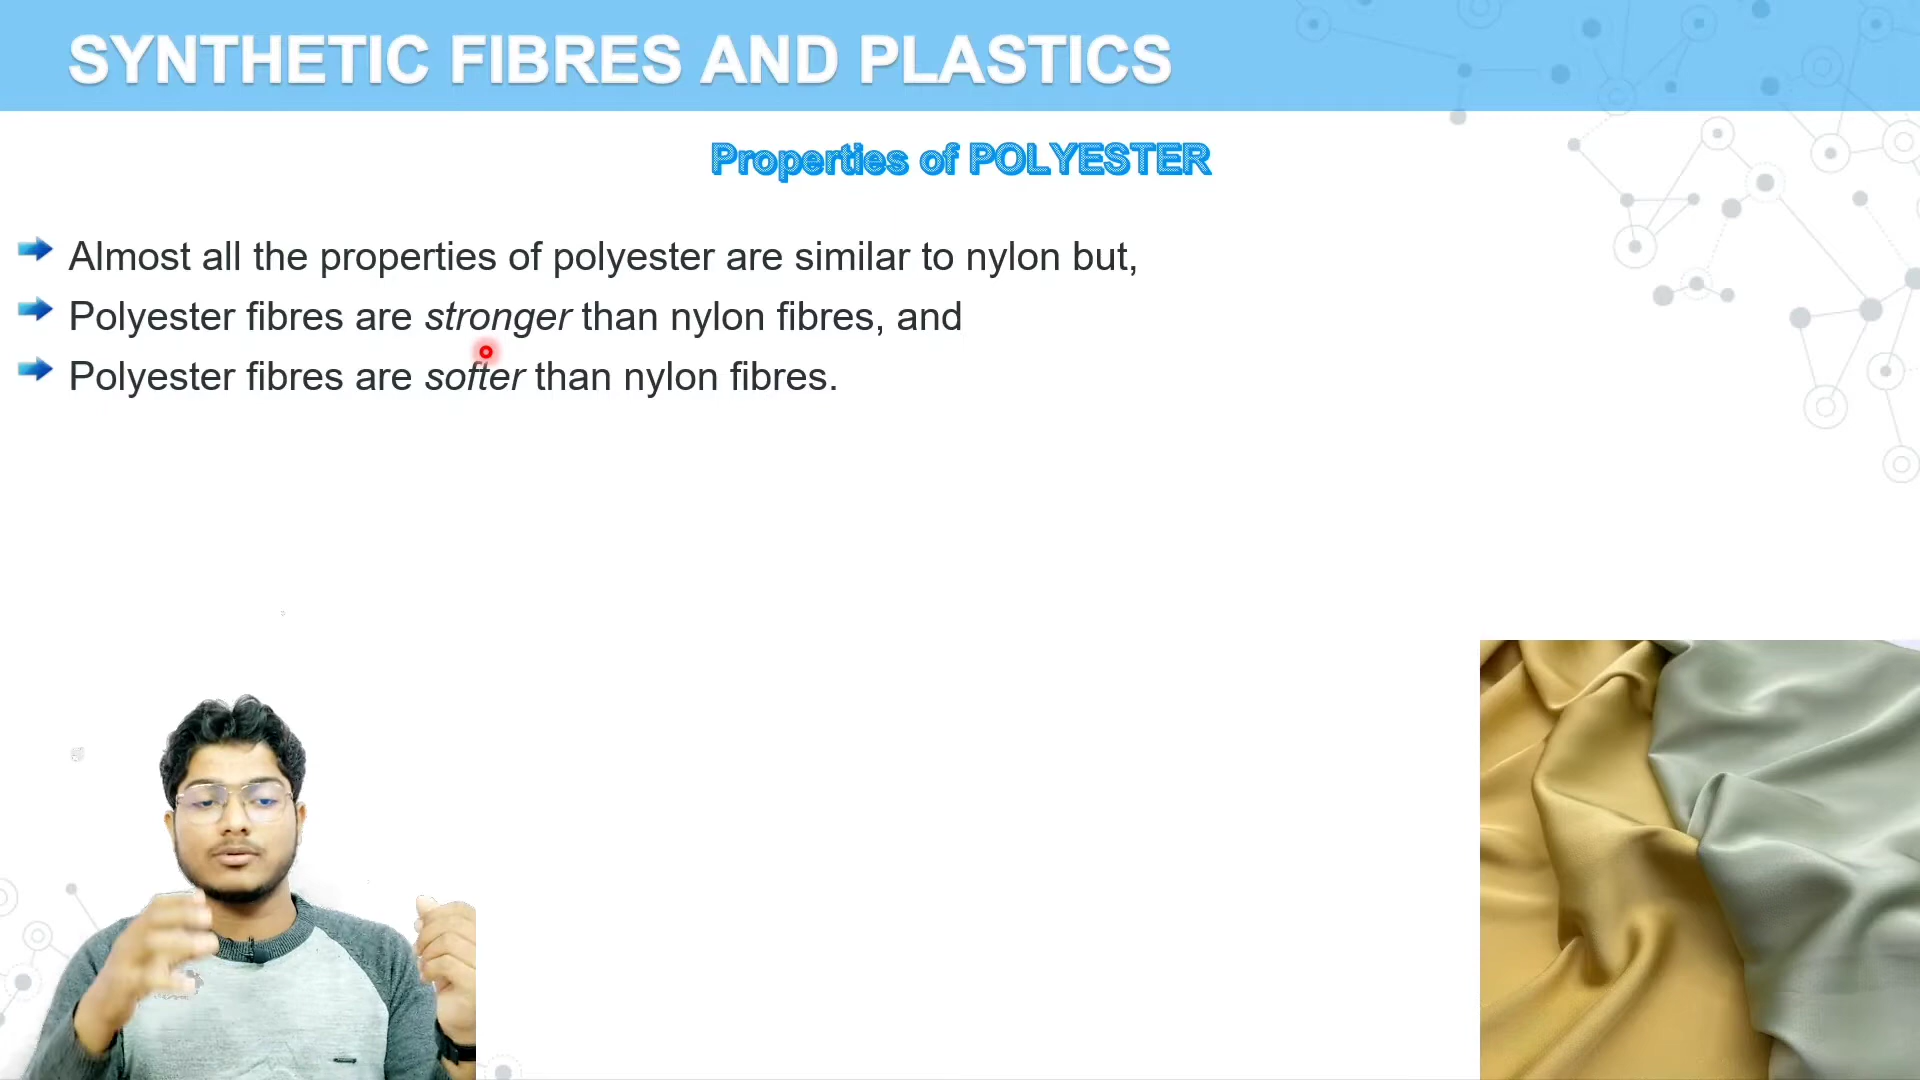 SYNTHETIC FIBRES AND PLASTICS
Properties of POLYESTER
Almost all the properties of polyester are similar to nylon but,
Polyester fibres are stronger than nylon fibres, and
Polyester fibres are softer than nylon fibres.